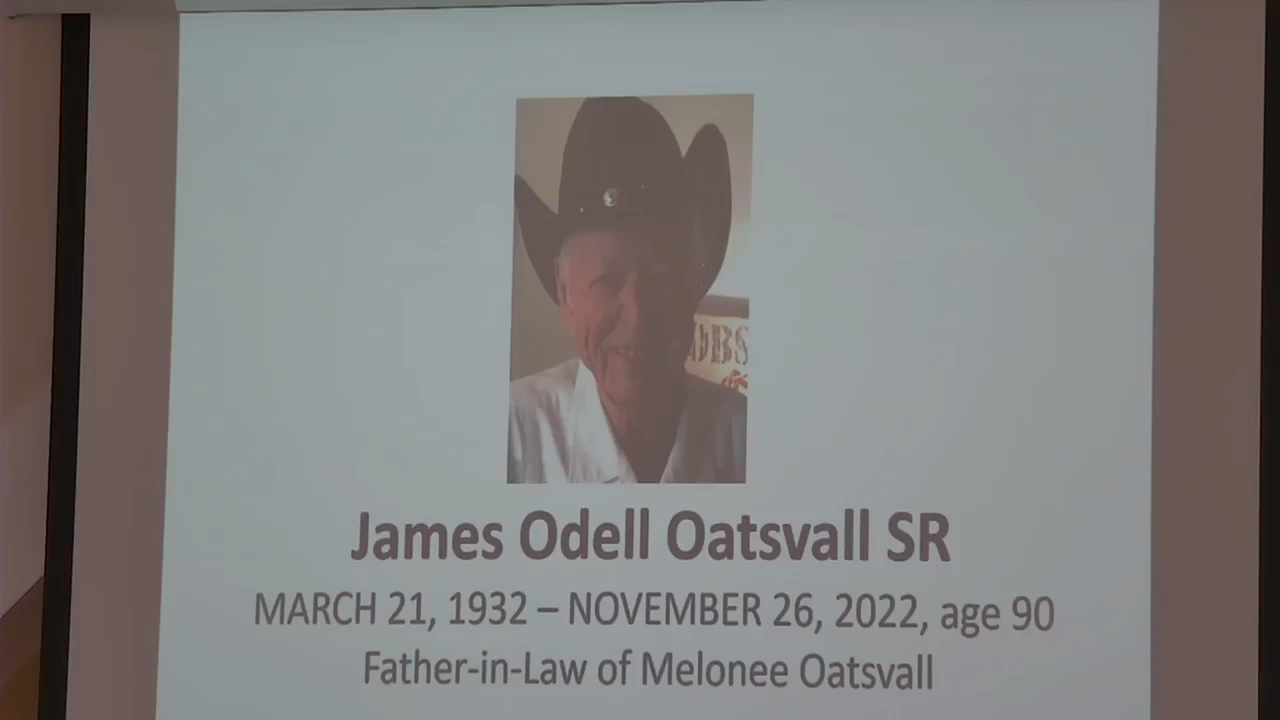 James Odell Oatsvall SR
MARCH 21, 1932 – NOVEMBER 26, 2022, age 90
Father-in-Law of Melonee Oatsvall